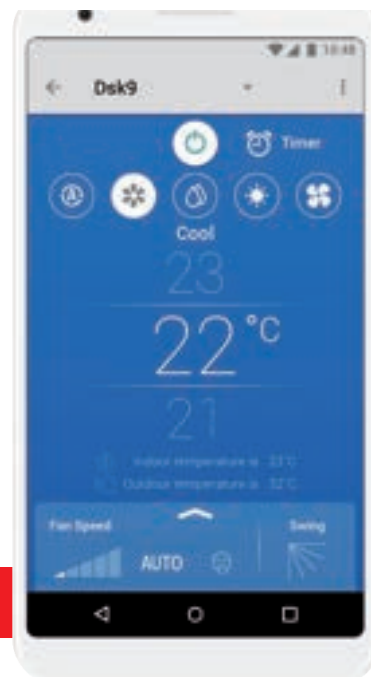 10:48
Dsk9
Timer
A
Cool
23
22°C
21
Indoor temperature is 23°C
Outdoor temperature is 32°C
Fan Speed
Swing
AUTO